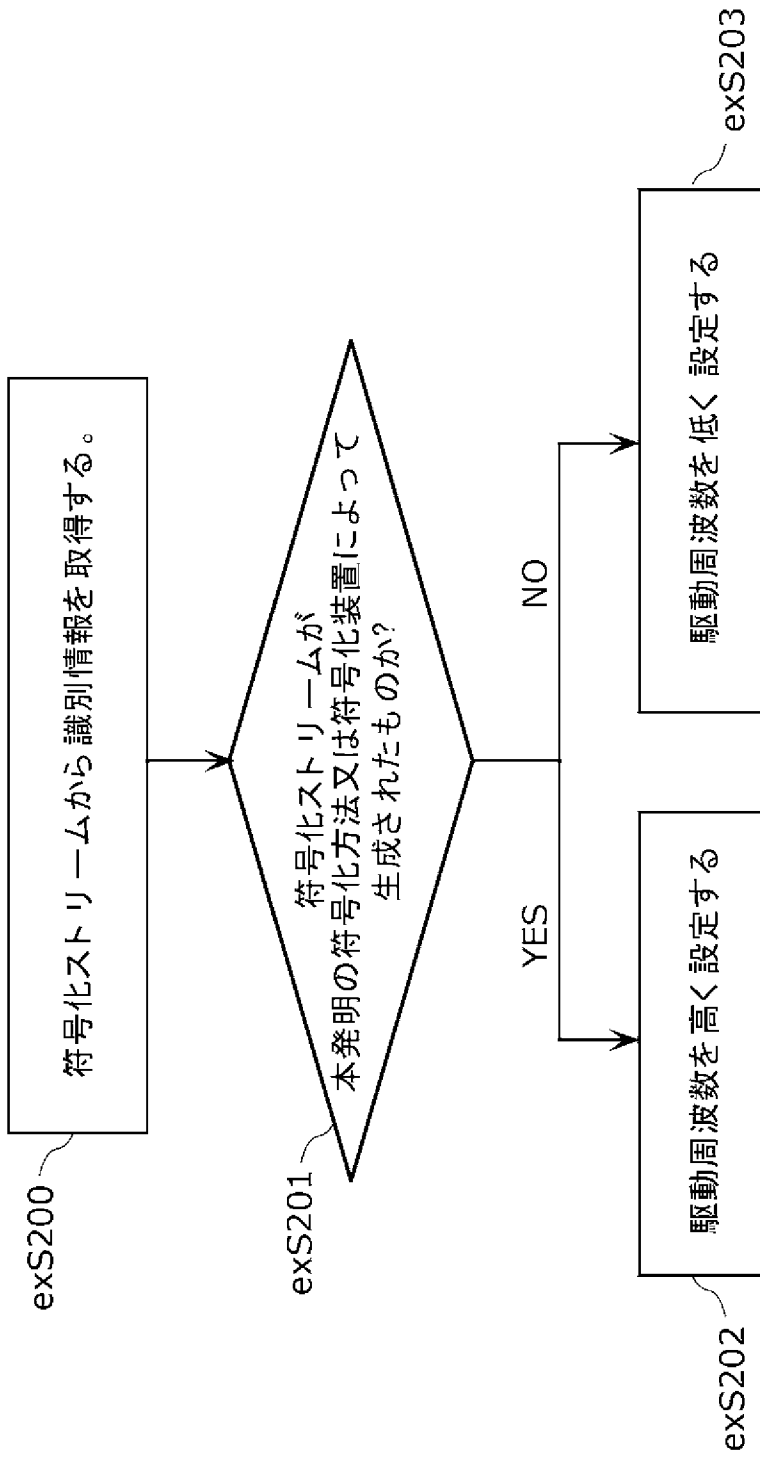 exS200
符号化ストリームから識別情報を取得する。
exS201
符号化ストリームが
本発明の符号化方法又は符号化装置によって
生成されたものか?
YES
NO
exS202
駆動周波数を高く設定する
駆動周波数を低く設定する
exS203